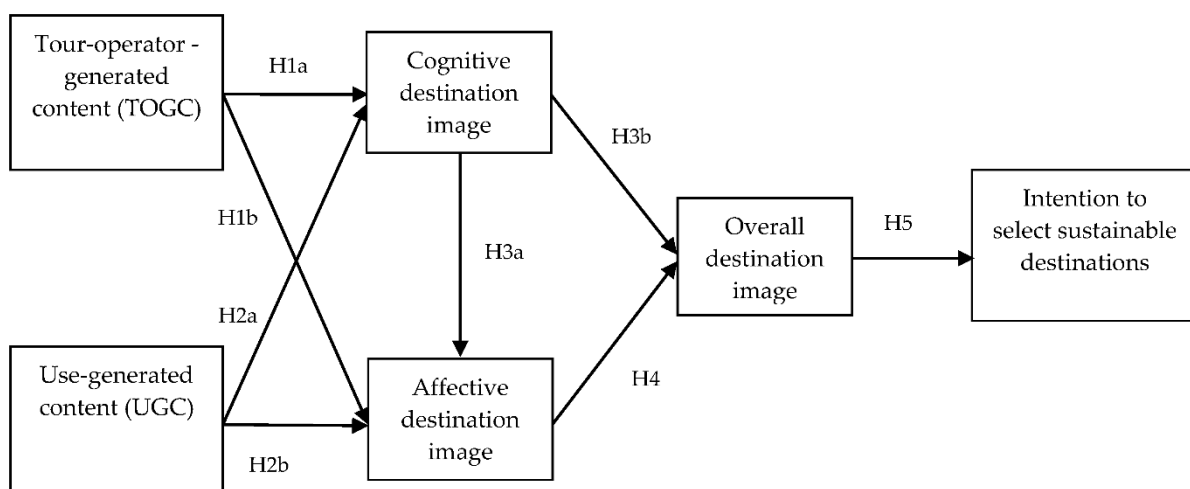 Tour-operator -
generated
content (TOGC)
H1a
Cognitive
destination
image
H3b
H1b
H3a
Overall
destination
image
H5
Intention to
select sustainable
destinations
H2a
Use-generated
content (UGC)
H2b
Affective
destination
image
H4